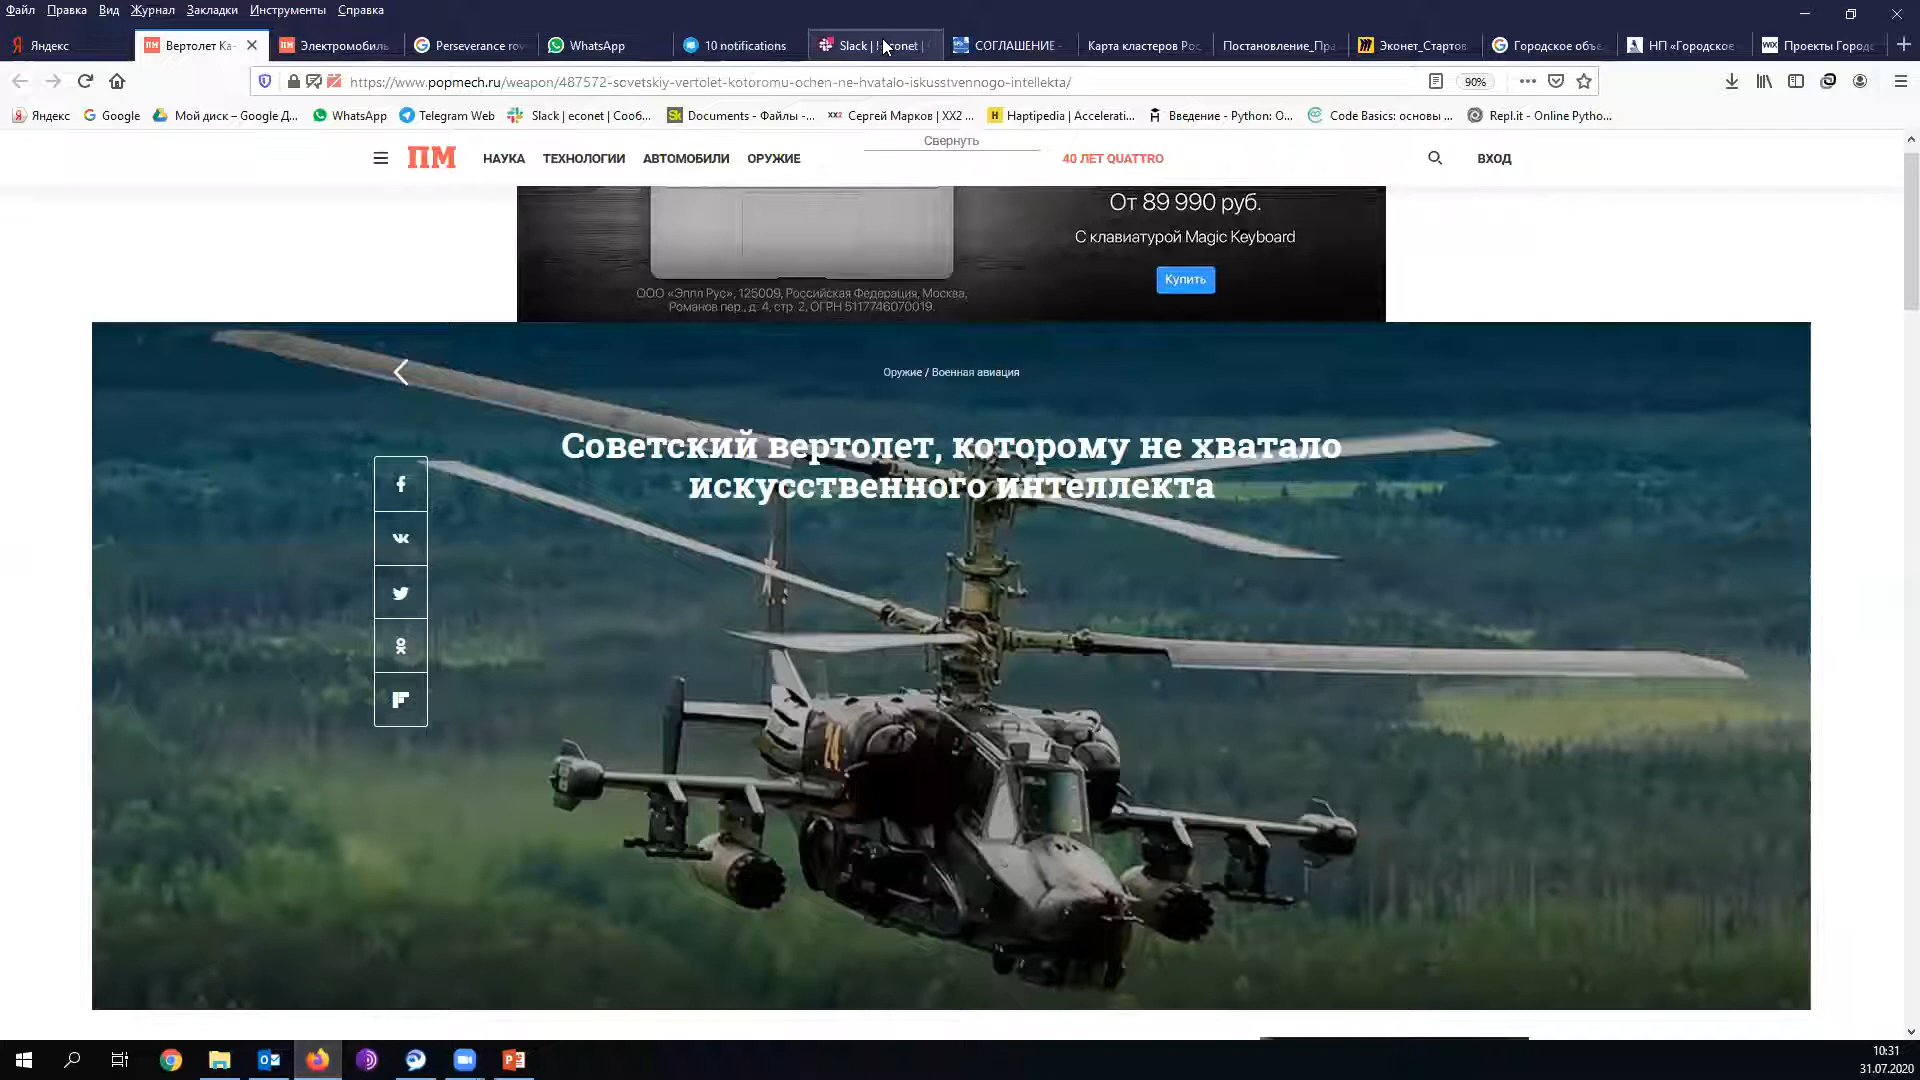 Файл Правка Вид Журнал Закладки Инструменты Справка
Яндекс
Вертолет Ка-
Электромобиль
Perseverance rov
WhatsApp
10 notifications
Slack |
econet |
СОГЛАШЕНИЕ -
Карта кластеров Рос
Постановление_Пра
Эконет_Стартов
Городское объе
НП «Городское
Проекты Городс
https://www.popmech.ru/weapon/487572-sovetskiy-vertolet-kotoromu-ochen-ne-hvatalo-iskusstvennogo-intellekta/
90%
Яндекс
Google
Мой диск – Google Д...
WhatsApp
Telegram Web
Slack | econet | Сооб...
Documents - Файлы -...
Сергей Марков | XX2 ...
Haptipedia | Accelerati...
Введение - Python: О...
Code Basics: основы ...
Repl.it - Online Pytho...
Свернуть
ПМ
НАУКА ТЕХНОЛОГИИ АВТОМОБИЛИ ОРУЖИЕ
40 ЛЕТ QUATTRO
ВХОД
От 89 990 руб.
С клавиатурой Magic Keyboard
Купить
ООО «Эппл Рус», 125009, Российская Федерация, Москва,
Романов пер., д. 4, стр. 2, ОГРН 5117746070019.
Оружие / Военная авиация
Советский вертолет, которому не хватало
искусственного интеллекта
24
10:31
31.07.2020